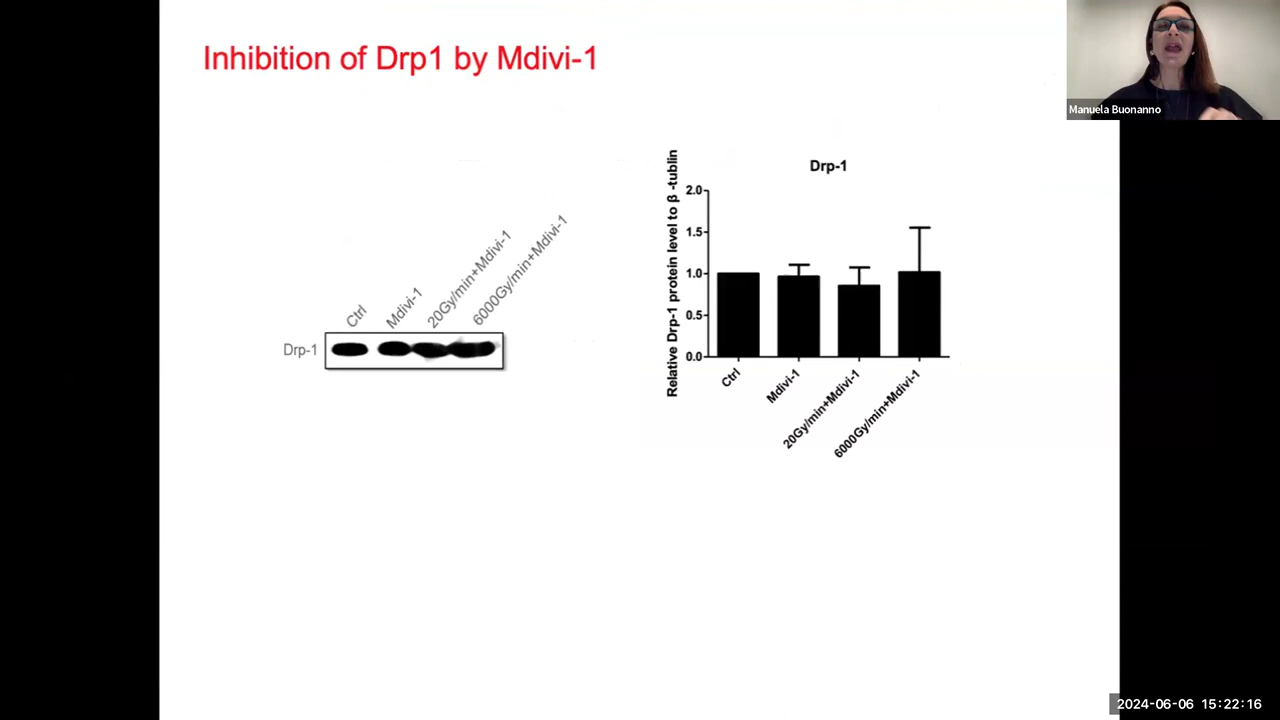 Inhibition of Drp1 by Mdivi-1
Manuela Buonanno
Ctrl
Mdivi-1
20Gy/min+Mdivi-1
6000Gy/min+Mdivi-1
Drp-1
Drp-1
Relative Drp-1 protein level to β -tublin
2.0
1.5
1.0
0.5
0.0
Ctrl
Mdivi-1
20Gy/min+Mdivi-1
6000Gy/min+Mdivi-1
2024-06-06 15:22:16